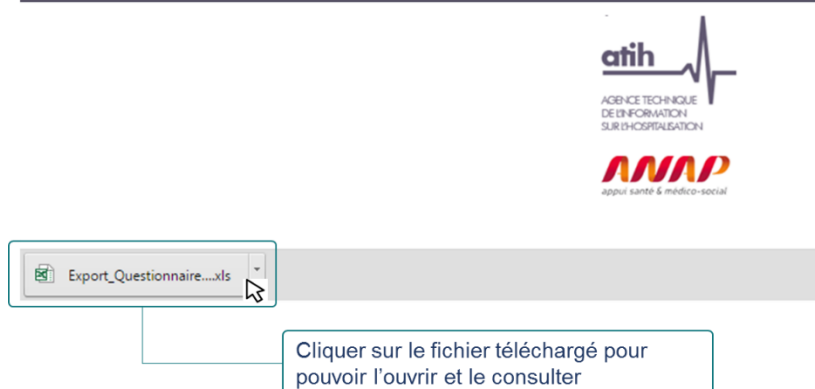 atih
AGENCE TECHNIQUE
DE L'INFORMATION
SUR L'HOSPITALISATION
ANAP
appui santé & médico-social
Export_Questionnaire....xls
Cliquer sur le fichier téléchargé pour
pouvoir l'ouvrir et le consulter